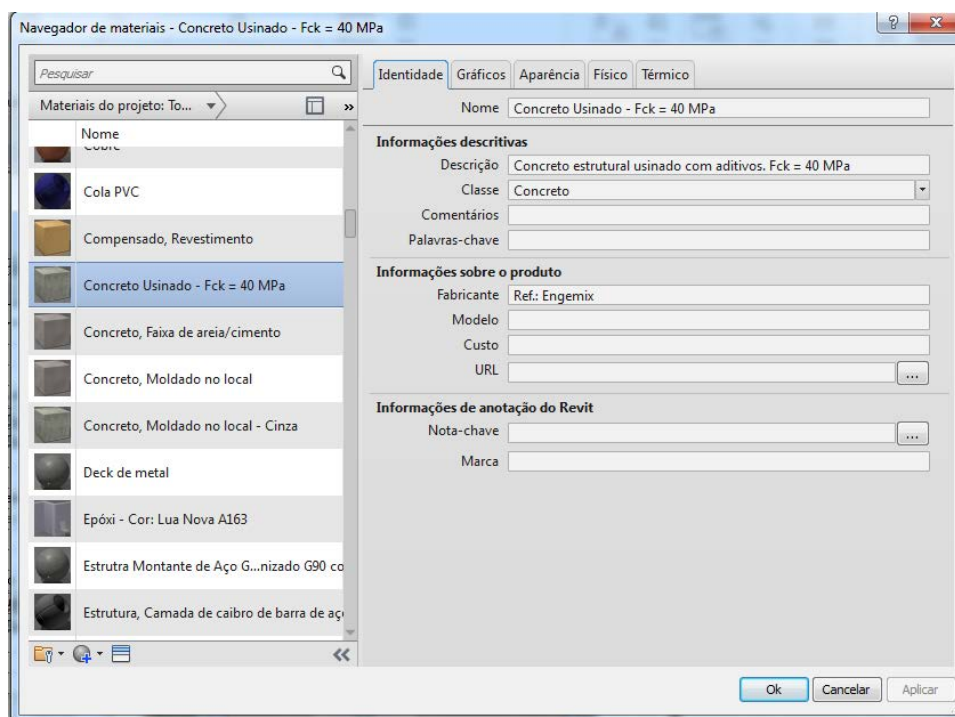 Navegador de materiais - Concreto Usinado - Fck = 40 MPa
Pesquisar
Materiais do projeto: To...
Nome
Cobre
Cola PVC
Compensado, Revestimento
Concreto Usinado - Fck = 40 MPa
Concreto, Faixa de areia/cimento
Concreto, Moldado no local
Concreto, Moldado no local - Cinza
Deck de metal
Epóxi - Cor: Lua Nova A163
Estrutra Montante de Aço G...nizado G90 co
Estrutura, Camada de caibro de barra de aço
Identidade Gráficos Aparência Físico Térmico
Nome Concreto Usinado - Fck = 40 MPa
Informações descritivas
Descrição Concreto estrutural usinado com aditivos. Fck = 40 MPa
Classe Concreto
Comentários
Palavras-chave
Informações sobre o produto
Fabricante Ref.: Engemix
Modelo
Custo
URL ...
Informações de anotação do Revit
Nota-chave ...
Marca
Ok Cancelar Aplicar